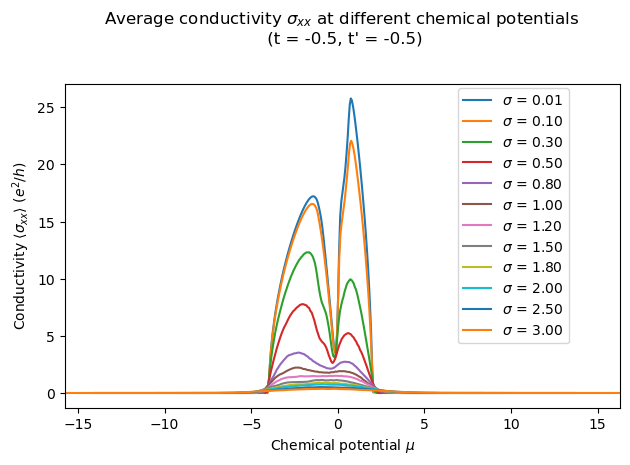 Average conductivity σxx at different chemical potentials
(t = -0.5, t' = -0.5)
Conductivity ⟨σxx⟩ (e²/h)
25
20
15
10
5
0
σ = 0.01
σ = 0.10
σ = 0.30
σ = 0.50
σ = 0.80
σ = 1.00
σ = 1.20
σ = 1.50
σ = 1.80
σ = 2.00
σ = 2.50
σ = 3.00
−15 −10 −5 0 5 10 15
Chemical potential μ